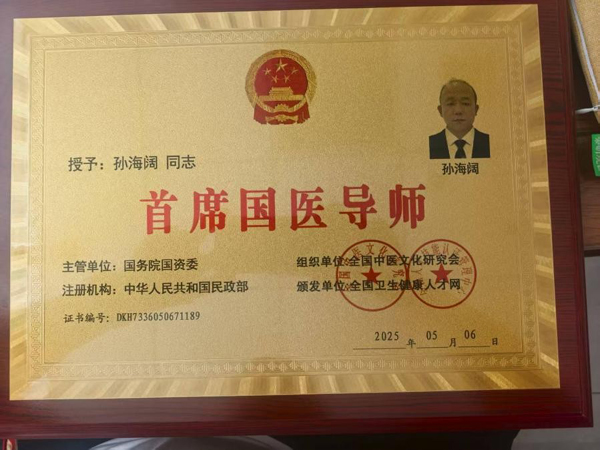 孙海阔
授予：孙海阔 同志
首席国医导师
主管单位：国务院国资委
组织单位：全国中医文化研究会
注册机构：中华人民共和国民政部
颁发单位：全国卫生健康人才网
证书编号：DKH7336050671189
2025 年 05 月 06 日